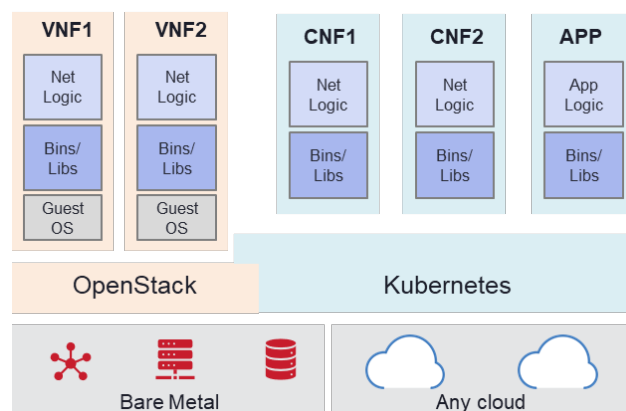 VNF1
Net
Logic
Bins/
Libs
Guest
OS
VNF2
Net
Logic
Bins/
Libs
Guest
OS
CNF1
Net
Logic
Bins/
Libs
CNF2
Net
Logic
Bins/
Libs
APP
App
Logic
Bins/
Libs
OpenStack
Kubernetes
Bare Metal
Any cloud